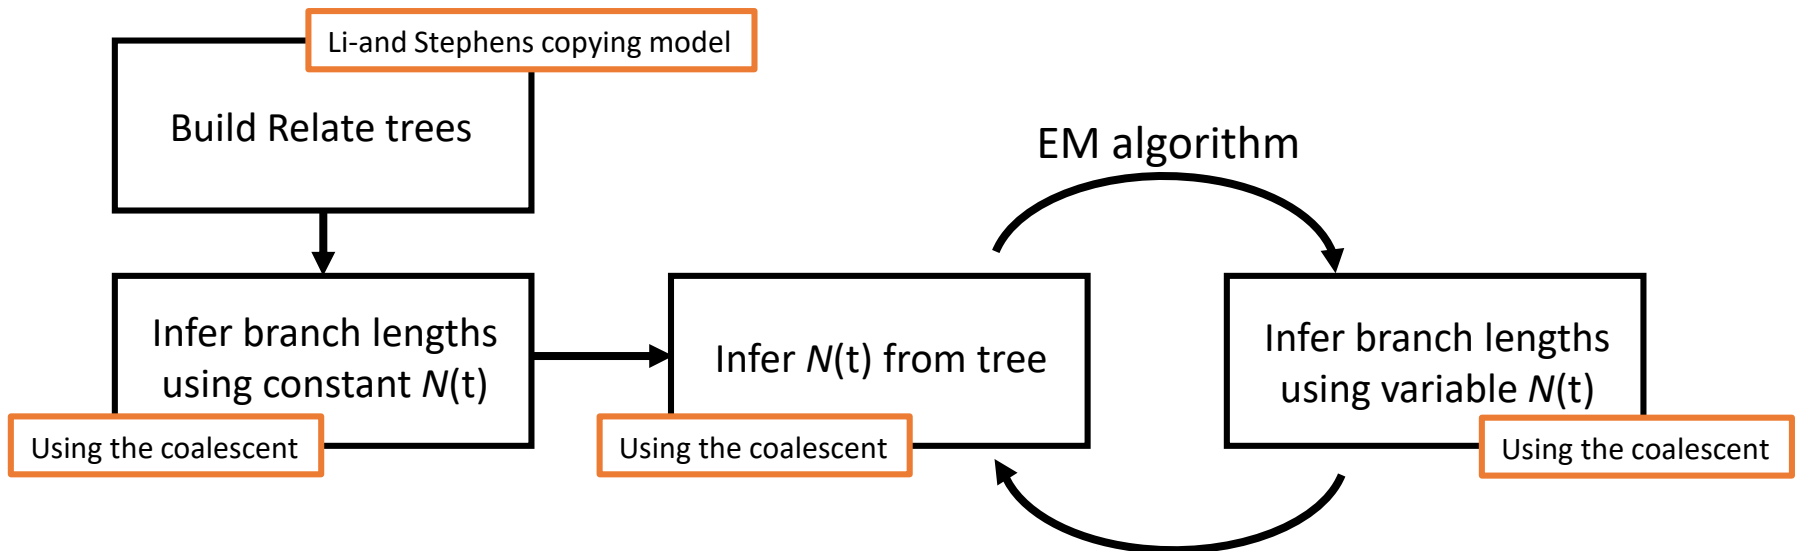 Li-and Stephens copying model
Build Relate trees
EM algorithm
Infer branch lengths
using constant N(t)
Using the coalescent
Infer N(t) from tree
Using the coalescent
Infer branch lengths
using variable N(t)
Using the coalescent